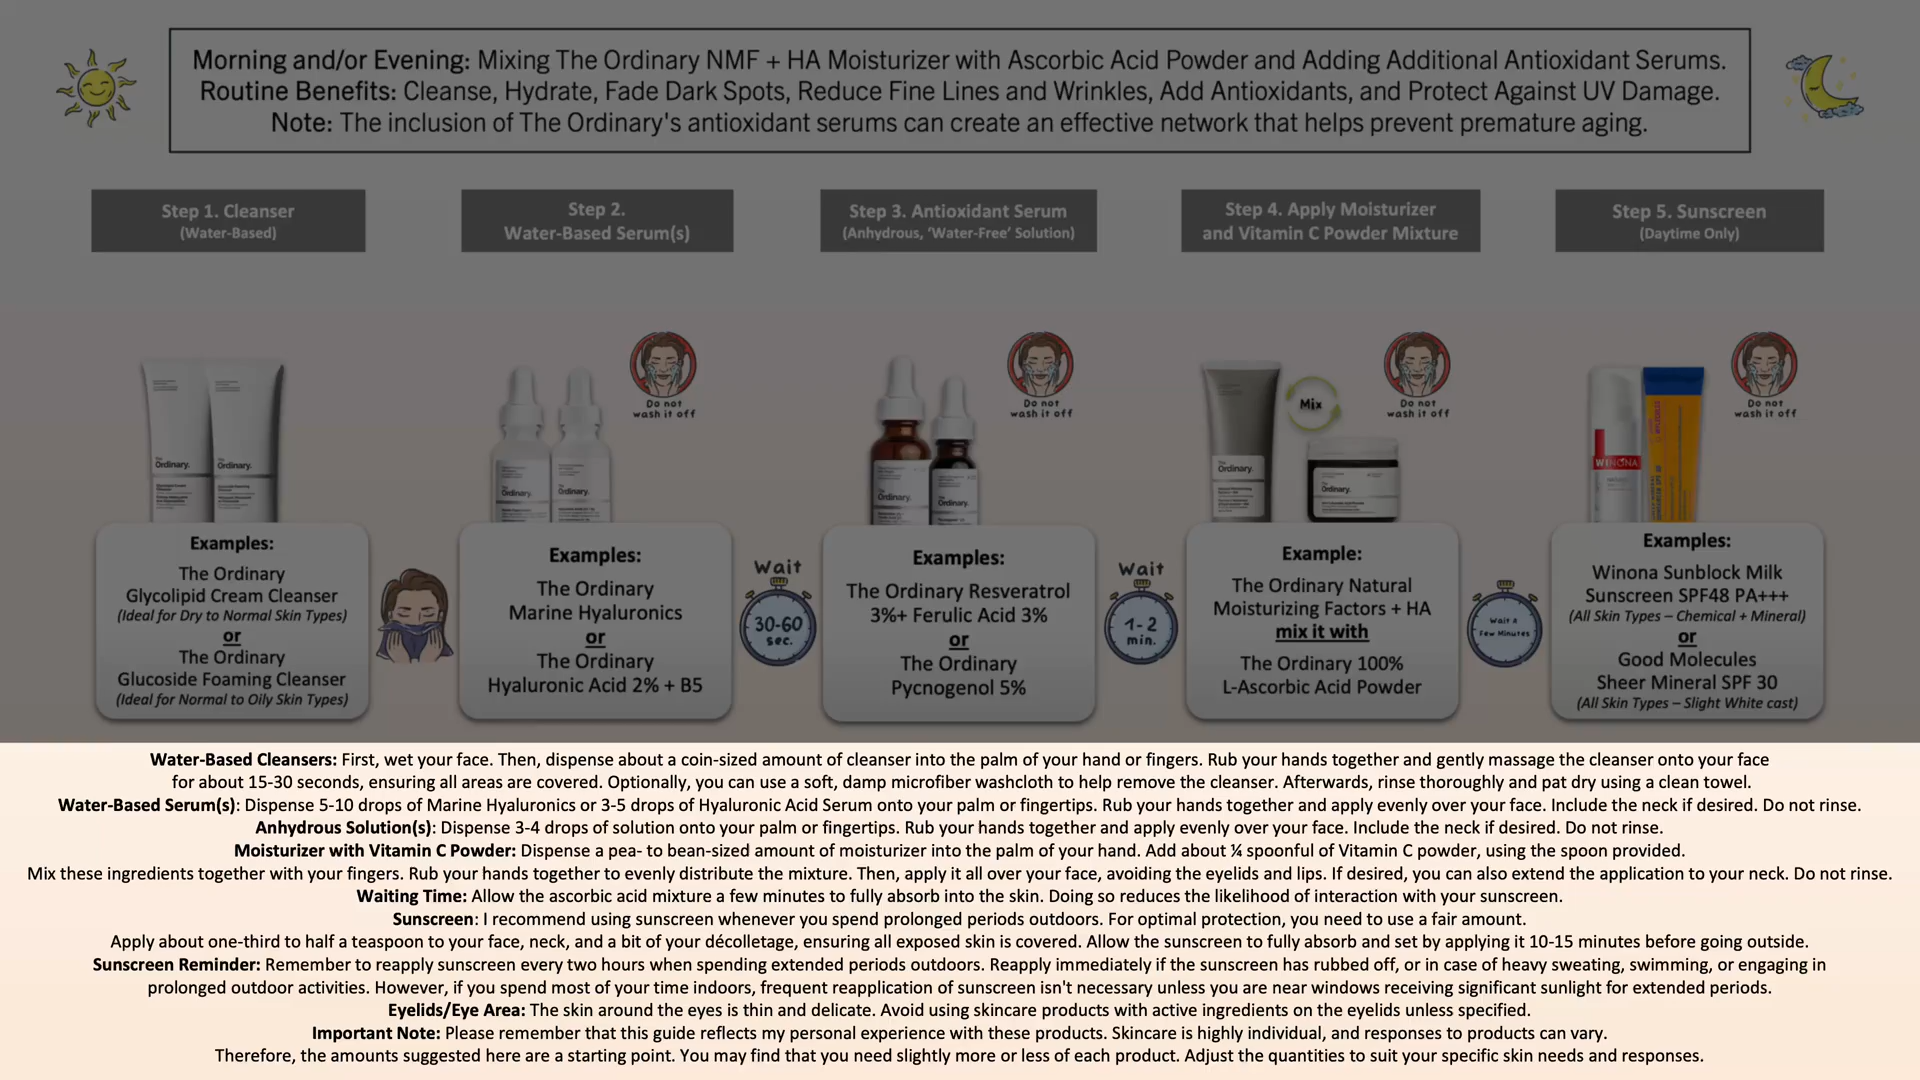 Morning and/or Evening: Mixing The Ordinary NMF + HA Moisturizer with Ascorbic Acid Powder and Adding Additional Antioxidant Serums.
Routine Benefits: Cleanse, Hydrate, Fade Dark Spots, Reduce Fine Lines and Wrinkles, Add Antioxidants, and Protect Against UV Damage.
Note: The inclusion of The Ordinary's antioxidant serums can create an effective network that helps prevent premature aging.
Step 1. Cleanser
(Water-Based)
Step 2.
Water-Based Serum(s)
Step 3. Antioxidant Serum
(Anhydrous, 'Water-Free' Solution)
Step 4. Apply Moisturizer
and Vitamin C Powder Mixture
Step 5. Sunscreen
(Daytime Only)
The
Ordinary.
The
Ordinary.
The
Ordinary.
The
Ordinary.
Do not
wash it off
The
Ordinary.
The
Ordinary.
Do not
wash it off
The
Ordinary.
Mix
The
Ordinary.
Do not
wash it off
WINONA
Do not
wash it off
Examples:
The Ordinary
Glycolipid Cream Cleanser
(Ideal for Dry to Normal Skin Types)
or
The Ordinary
Glucoside Foaming Cleanser
(Ideal for Normal to Oily Skin Types)
Examples:
The Ordinary
Marine Hyaluronics
or
The Ordinary
Hyaluronic Acid 2% + B5
Wait
30-60
sec.
Examples:
The Ordinary Resveratrol
3%+ Ferulic Acid 3%
or
The Ordinary
Pycnogenol 5%
Wait
1-2
min.
Example:
The Ordinary Natural
Moisturizing Factors + HA
mix it with
The Ordinary 100%
L-Ascorbic Acid Powder
Wait A
Few Minutes
Examples:
Winona Sunblock Milk
Sunscreen SPF48 PA+++
(All Skin Types – Chemical + Mineral)
or
Good Molecules
Sheer Mineral SPF 30
(All Skin Types – Slight White cast)
Water-Based Cleansers: First, wet your face. Then, dispense about a coin-sized amount of cleanser into the palm of your hand or fingers. Rub your hands together and gently massage the cleanser onto your face
for about 15-30 seconds, ensuring all areas are covered. Optionally, you can use a soft, damp microfiber washcloth to help remove the cleanser. Afterwards, rinse thoroughly and pat dry using a clean towel.
Water-Based Serum(s): Dispense 5-10 drops of Marine Hyaluronics or 3-5 drops of Hyaluronic Acid Serum onto your palm or fingertips. Rub your hands together and apply evenly over your face. Include the neck if desired. Do not rinse.
Anhydrous Solution(s): Dispense 3-4 drops of solution onto your palm or fingertips. Rub your hands together and apply evenly over your face. Include the neck if desired. Do not rinse.
Moisturizer with Vitamin C Powder: Dispense a pea- to bean-sized amount of moisturizer into the palm of your hand. Add about ¼ spoonful of Vitamin C powder, using the spoon provided.
Mix these ingredients together with your fingers. Rub your hands together to evenly distribute the mixture. Then, apply it all over your face, avoiding the eyelids and lips. If desired, you can also extend the application to your neck. Do not rinse.
Waiting Time: Allow the ascorbic acid mixture a few minutes to fully absorb into the skin. Doing so reduces the likelihood of interaction with your sunscreen.
Sunscreen: I recommend using sunscreen whenever you spend prolonged periods outdoors. For optimal protection, you need to use a fair amount.
Apply about one-third to half a teaspoon to your face, neck, and a bit of your décolletage, ensuring all exposed skin is covered. Allow the sunscreen to fully absorb and set by applying it 10-15 minutes before going outside.
Sunscreen Reminder: Remember to reapply sunscreen every two hours when spending extended periods outdoors. Reapply immediately if the sunscreen has rubbed off, or in case of heavy sweating, swimming, or engaging in
prolonged outdoor activities. However, if you spend most of your time indoors, frequent reapplication of sunscreen isn't necessary unless you are near windows receiving significant sunlight for extended periods.
Eyelids/Eye Area: The skin around the eyes is thin and delicate. Avoid using skincare products with active ingredients on the eyelids unless specified.
Important Note: Please remember that this guide reflects my personal experience with these products. Skincare is highly individual, and responses to products can vary.
Therefore, the amounts suggested here are a starting point. You may find that you need slightly more or less of each product. Adjust the quantities to suit your specific skin needs and responses.